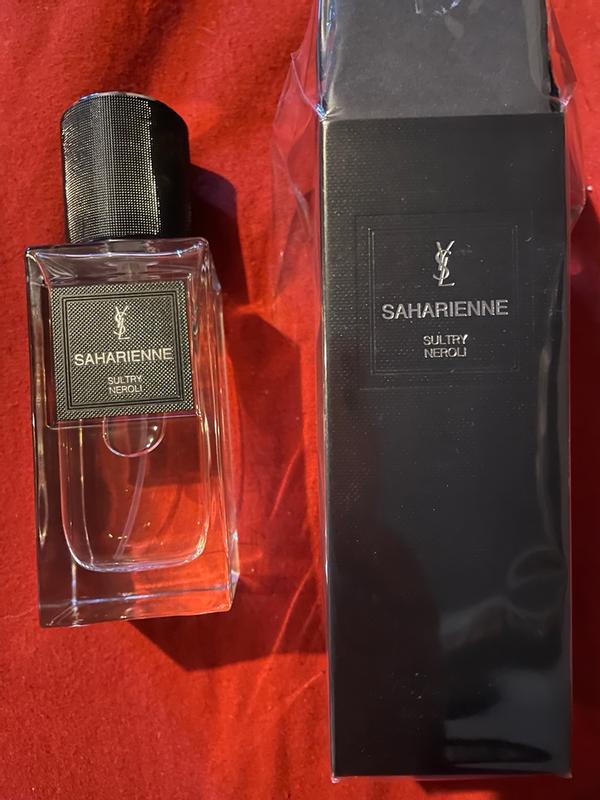 YSL
SAHARIENNE
SULTRY
NEROLI
YSL
SAHARIENNE
SULTRY
NEROLI